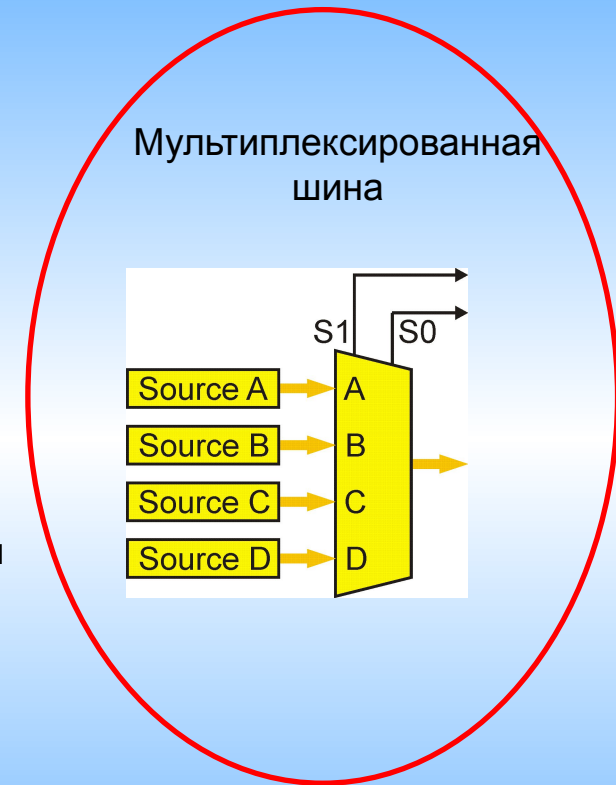 Мультиплексированная
шина
S1 S0
Source A A
Source B B
Source C C
Source D D